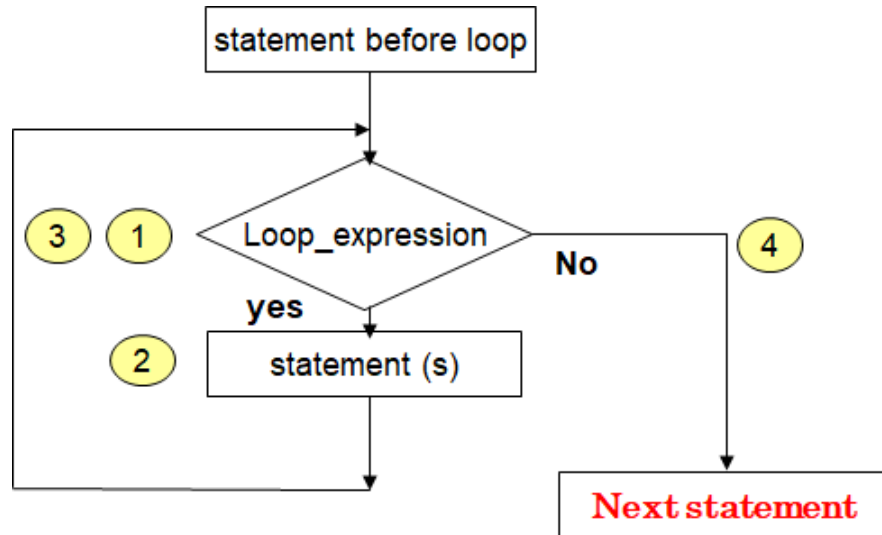 statement before loop
3 1 Loop_expression 4
No
yes
2 statement (s)
Next statement